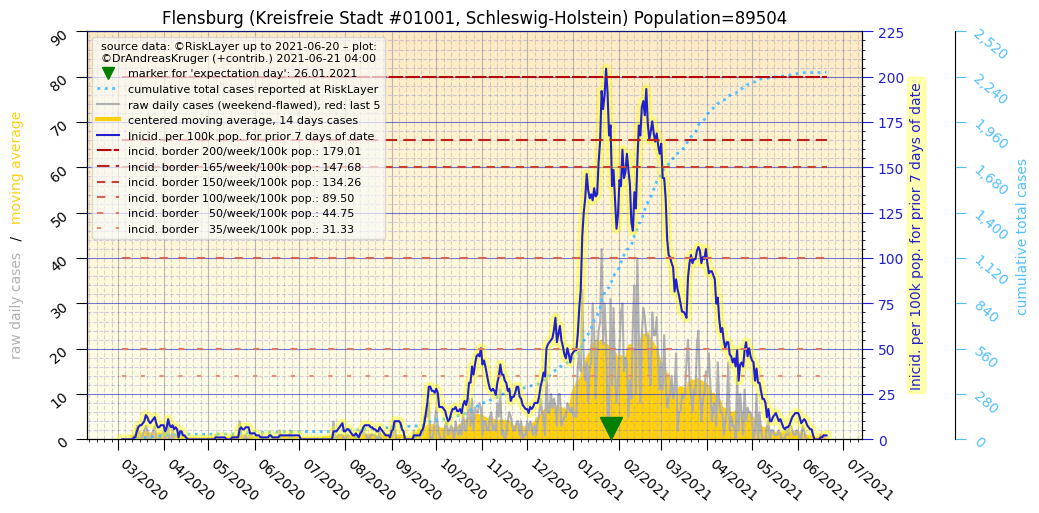 Flensburg (Kreisfreie Stadt #01001, Schleswig-Holstein) Population=89504
source data: ©RiskLayer up to 2021-06-20 – plot:
©DrAndreasKruger (+contrib.) 2021-06-21 04:00
marker for 'expectation day': 26.01.2021
cumulative total cases reported at RiskLayer
raw daily cases (weekend-flawed), red: last 5
centered moving average, 14 days cases
Inicid. per 100k pop. for prior 7 days of date
incid. border 200/week/100k pop.: 179.01
incid. border 165/week/100k pop.: 147.68
incid. border 150/week/100k pop.: 134.26
incid. border 100/week/100k pop.: 89.50
incid. border   50/week/100k pop.: 44.75
incid. border   35/week/100k pop.: 31.33
raw daily cases / moving average
90
80
70
60
50
40
30
20
10
0
225
200
175
150
125
100
75
50
25
0
Inicid. per 100k pop. for prior 7 days of date
2,520
2,240
1,960
1,680
1,400
1,120
840
560
280
0
cumulative total cases
03/2020
04/2020
05/2020
06/2020
07/2020
08/2020
09/2020
10/2020
11/2020
12/2020
01/2021
02/2021
03/2021
04/2021
05/2021
06/2021
07/2021